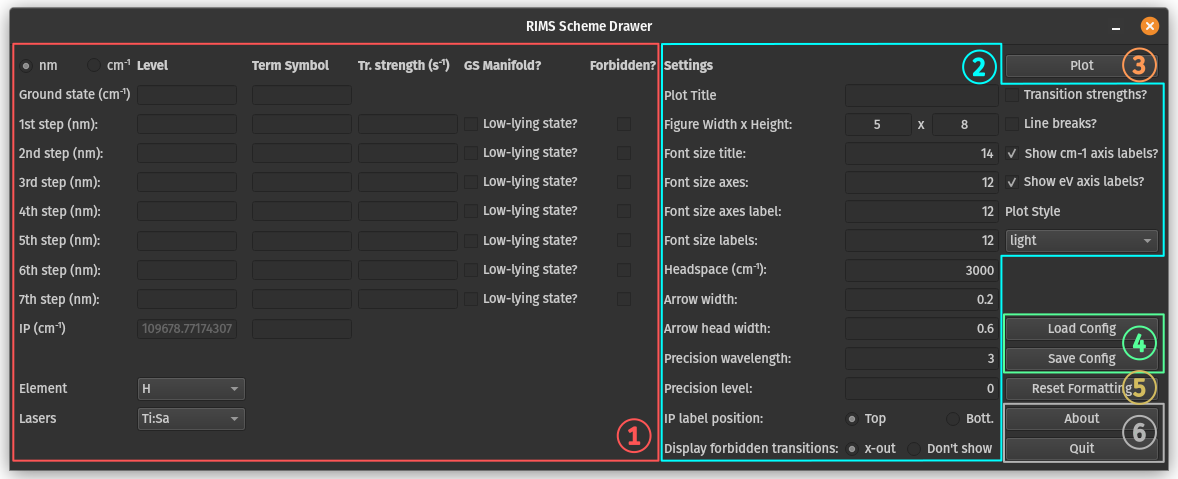 RIMS Scheme Drawer
nm cm⁻¹ Level Term Symbol Tr. strength (s⁻¹) GS Manifold? Forbidden? Settings 2 Plot 3
Ground state (cm⁻¹) Plot Title Transition strengths?
1st step (nm): Low-lying state? Figure Width x Height: 5 x 8 Line breaks?
2nd step (nm): Low-lying state? Font size title: 14 Show cm-1 axis labels?
3rd step (nm): Low-lying state? Font size axes: 12 Show eV axis labels?
4th step (nm): Low-lying state? Font size axes label: 12 Plot Style
5th step (nm): Low-lying state? Font size labels: 12 light
6th step (nm): Low-lying state? Headspace (cm⁻¹): 3000
7th step (nm): Low-lying state? Arrow width: 0.2
IP (cm⁻¹) 109678.77174307 Arrow head width: 0.6 Load Config 4
Precision wavelength: 3 Save Config
Element H Precision level: 0 Reset Formatting 5
Lasers Ti:Sa IP label position: Top Bott. About
1 6
Display forbidden transitions: x-out Don't show Quit